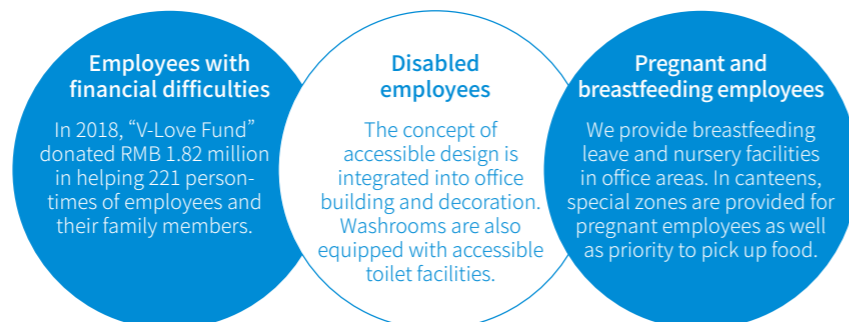 Employees with
financial difficulties
In 2018, “V-Love Fund”
donated RMB 1.82 million
in helping 221 person-
times of employees and
their family members.
Disabled
employees
The concept of
accessible design is
integrated into office
building and decoration.
Washrooms are also
equipped with accessible
toilet facilities.
Pregnant and
breastfeeding employees
We provide breastfeeding
leave and nursery facilities
in office areas. In canteens,
special zones are provided for
pregnant employees as well
as priority to pick up food.